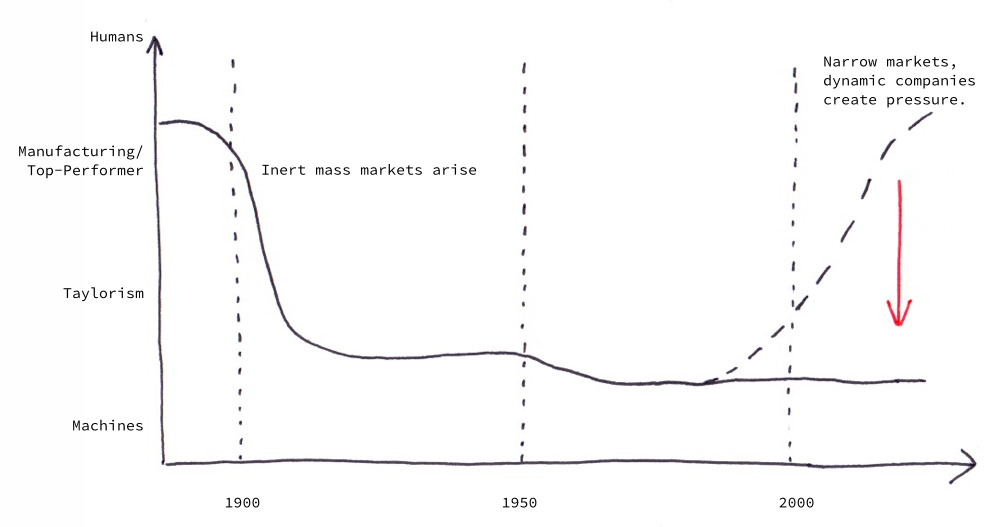 Humans
Narrow markets,
dynamic companies
create pressure.
Manufacturing/
Top-Performer
Inert mass markets arise
Taylorism
Machines
1900
1950
2000